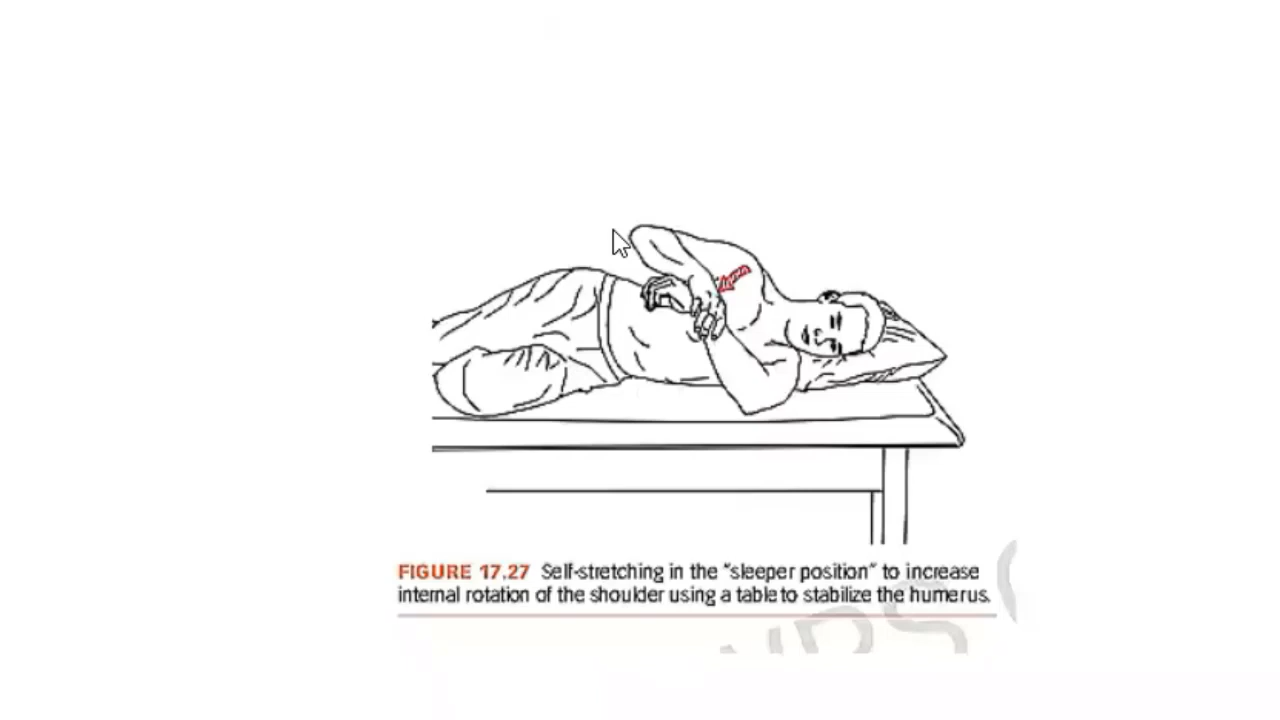 FIGURE 17.27 Self-stretching in the "sleeper position" to increase
internal rotation of the shoulder using a table to stabilize the humerus.